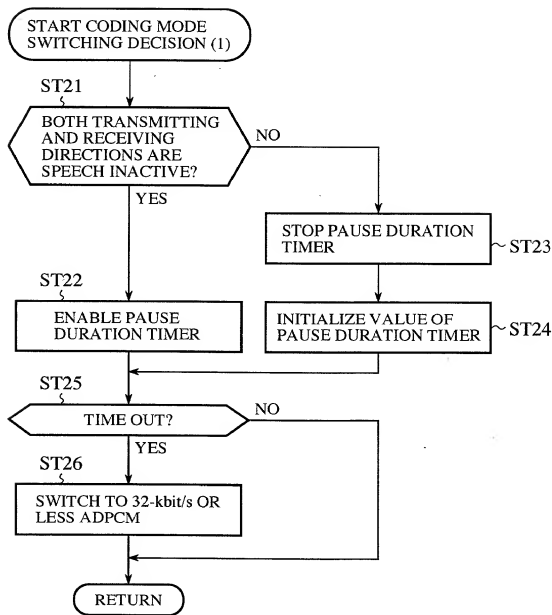 START CODING MODE
SWITCHING DECISION (1)
ST21
BOTH TRANSMITTING
AND RECEIVING
DIRECTIONS ARE
SPEECH INACTIVE?
NO
YES
STOP PAUSE DURATION
TIMER
ST23
ST22
ENABLE PAUSE
DURATION TIMER
INITIALIZE VALUE OF
PAUSE DURATION TIMER
ST24
ST25
TIME OUT?
NO
YES
ST26
SWITCH TO 32-kbit/s OR
LESS ADPCM
RETURN